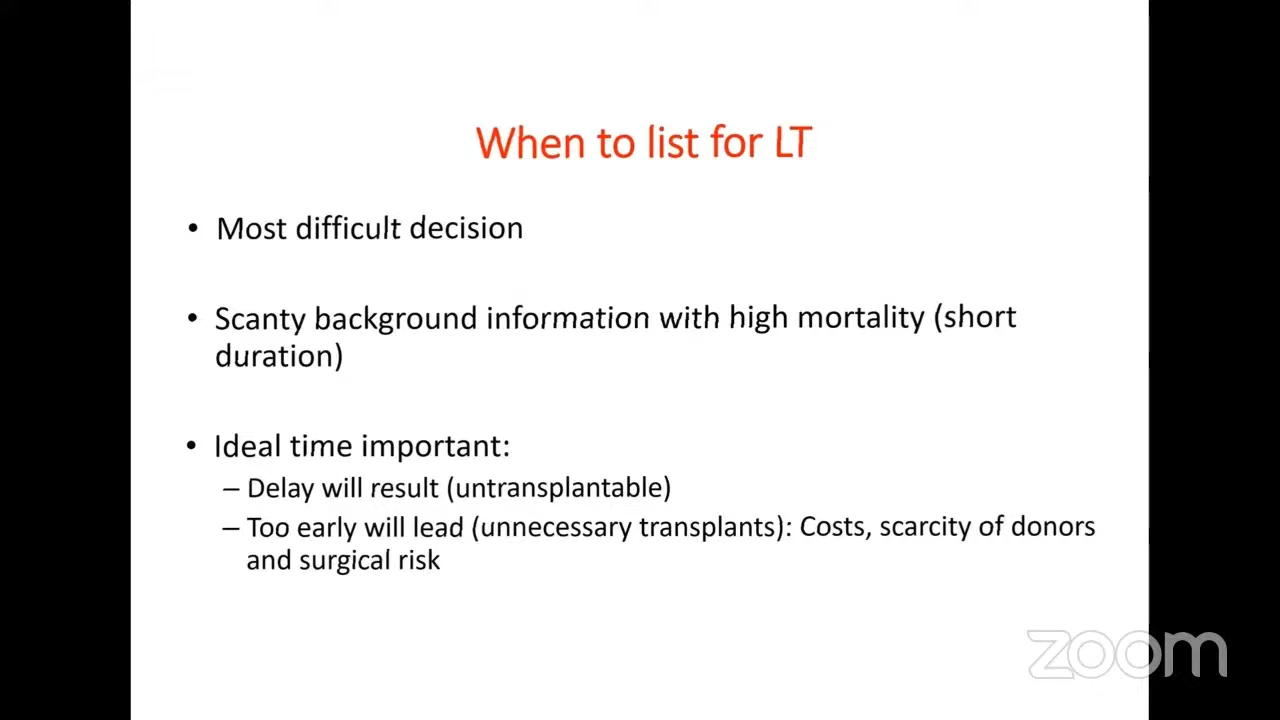 When to list for LT
• Most difficult decision
• Scanty background information with high mortality (short
duration)
• Ideal time important:
– Delay will result (untransplantable)
– Too early will lead (unnecessary transplants): Costs, scarcity of donors
and surgical risk
zoom